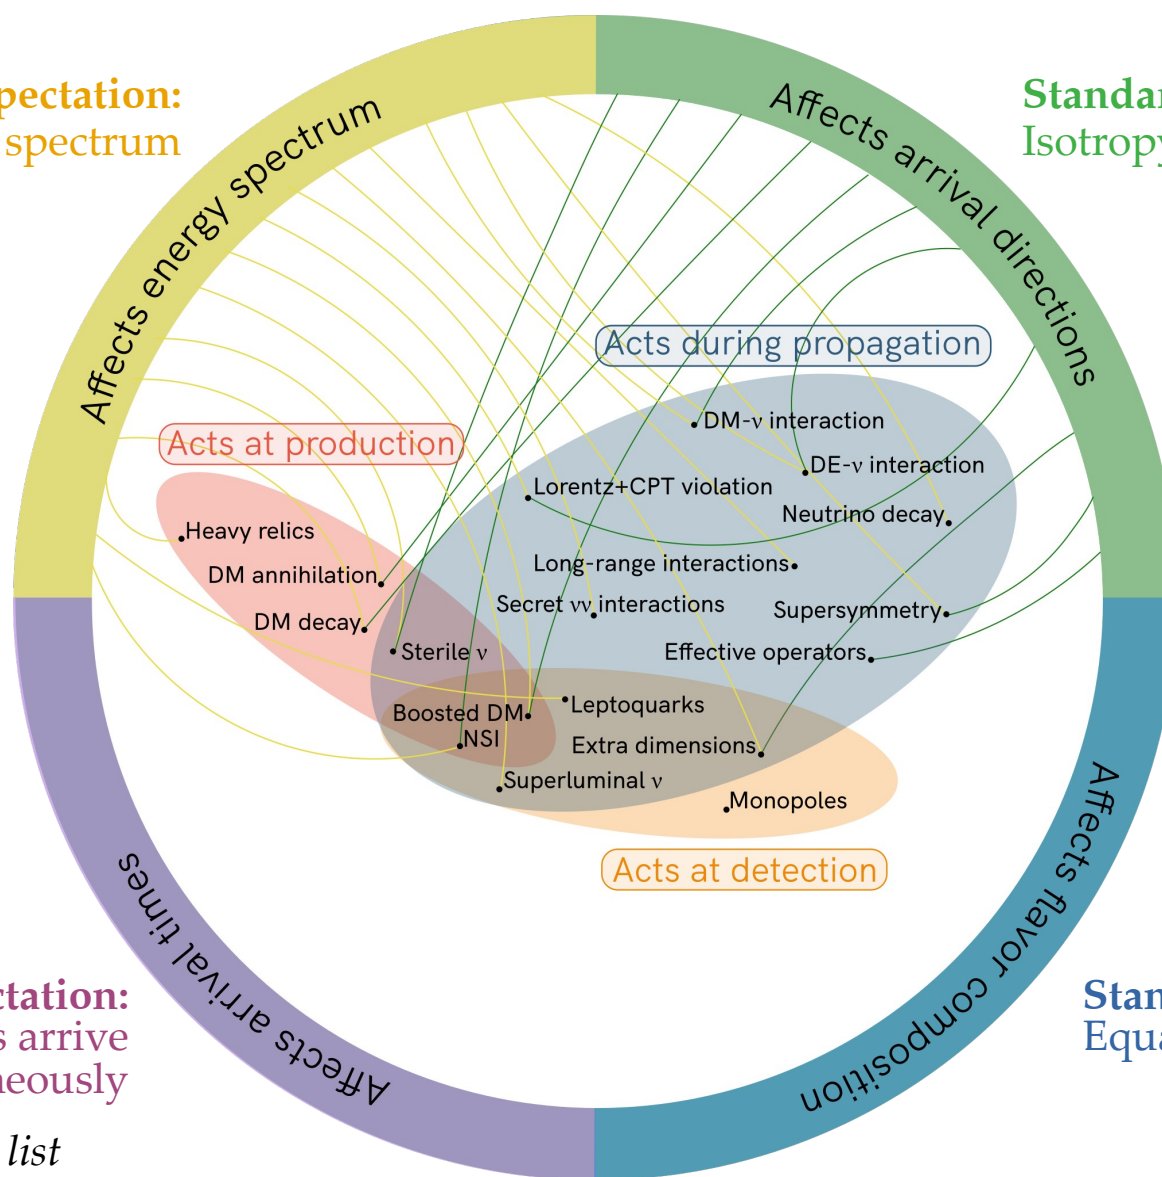 pectation:
spectrum
Standar
Isotropy
Affects energy spectrum
Affects arrival directions
Acts during propagation
DM-ν interaction
Acts at production
DE-ν interaction
Lorentz+CPT violation
Neutrino decay
Heavy relics
Long-range interactions
DM annihilation
Secret νν interactions
Supersymmetry
DM decay
Sterile ν
Effective operators
Leptoquarks
Boosted DM
NSI
Extra dimensions
Superluminal ν
Monopoles
Acts at detection
Affects arrival times
Affects flavor composition
ctation:
s arrive
neously
list
Stan
Equa